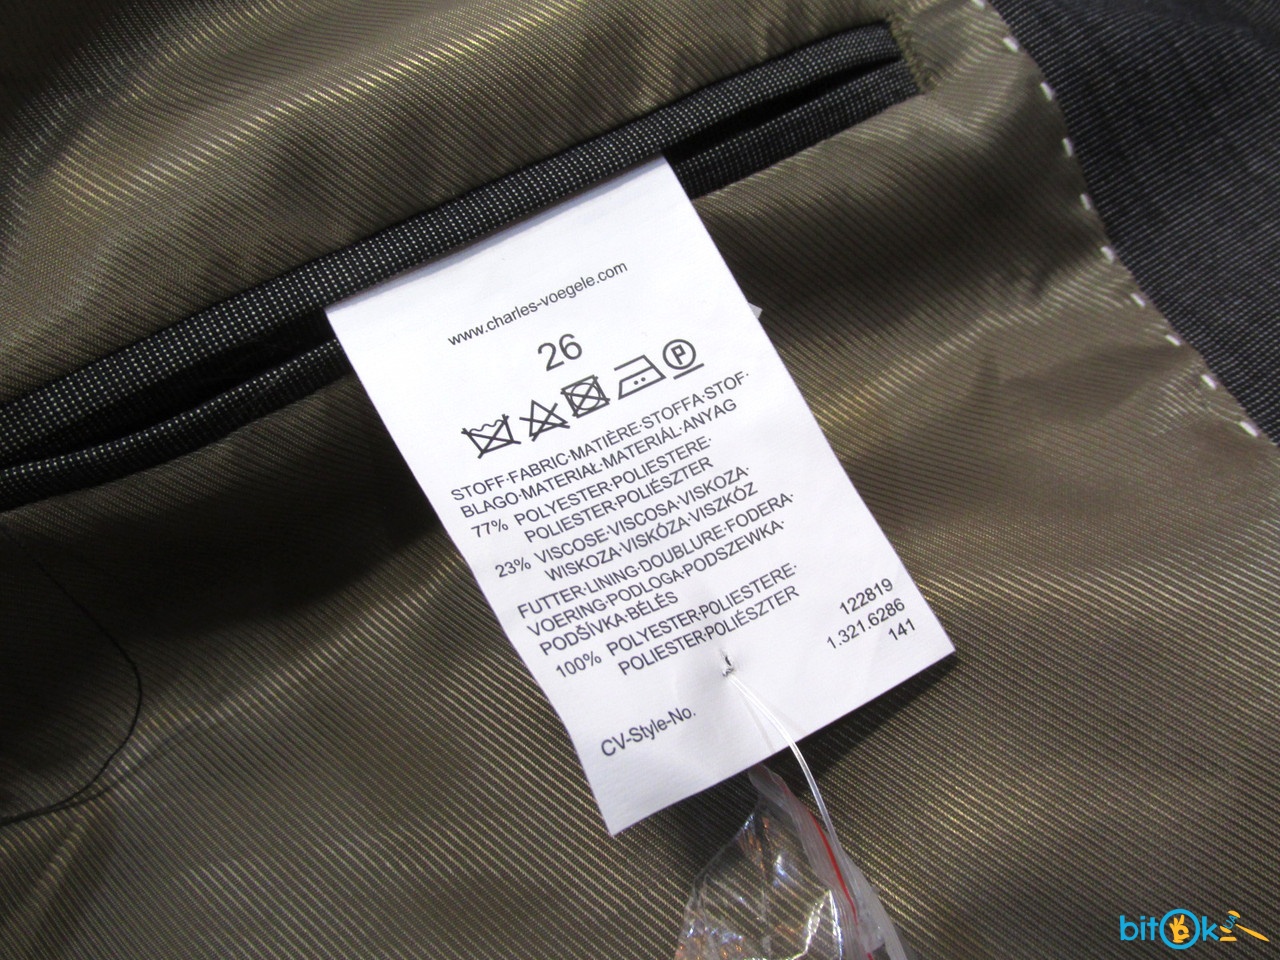 www.charles-voegele.com
26
P
STOFF·FABRIC·MATIÈRE·STOFFA·STOF·
BLAGO·MATERIAŁ·MATERIÁL·ANYAG
77% POLYESTER·POLIESTERE·
POLIESTER·POLIÉSZTER
23% VISCOSE·VISCOSA·VISKOZA·
WISKOZA·VISKÓZA·VISZKÓZ
FUTTER·LINING·DOUBLURE·FODERA·
VOERING·PODLOGA·PODSZEWKA·
PODŠÍVKA·BÉLÉS
100% POLYESTER·POLIESTERE·
POLIESTER·POLIÉSZTER
122819
1.321.6286
141
CV-Style-No.
bitok